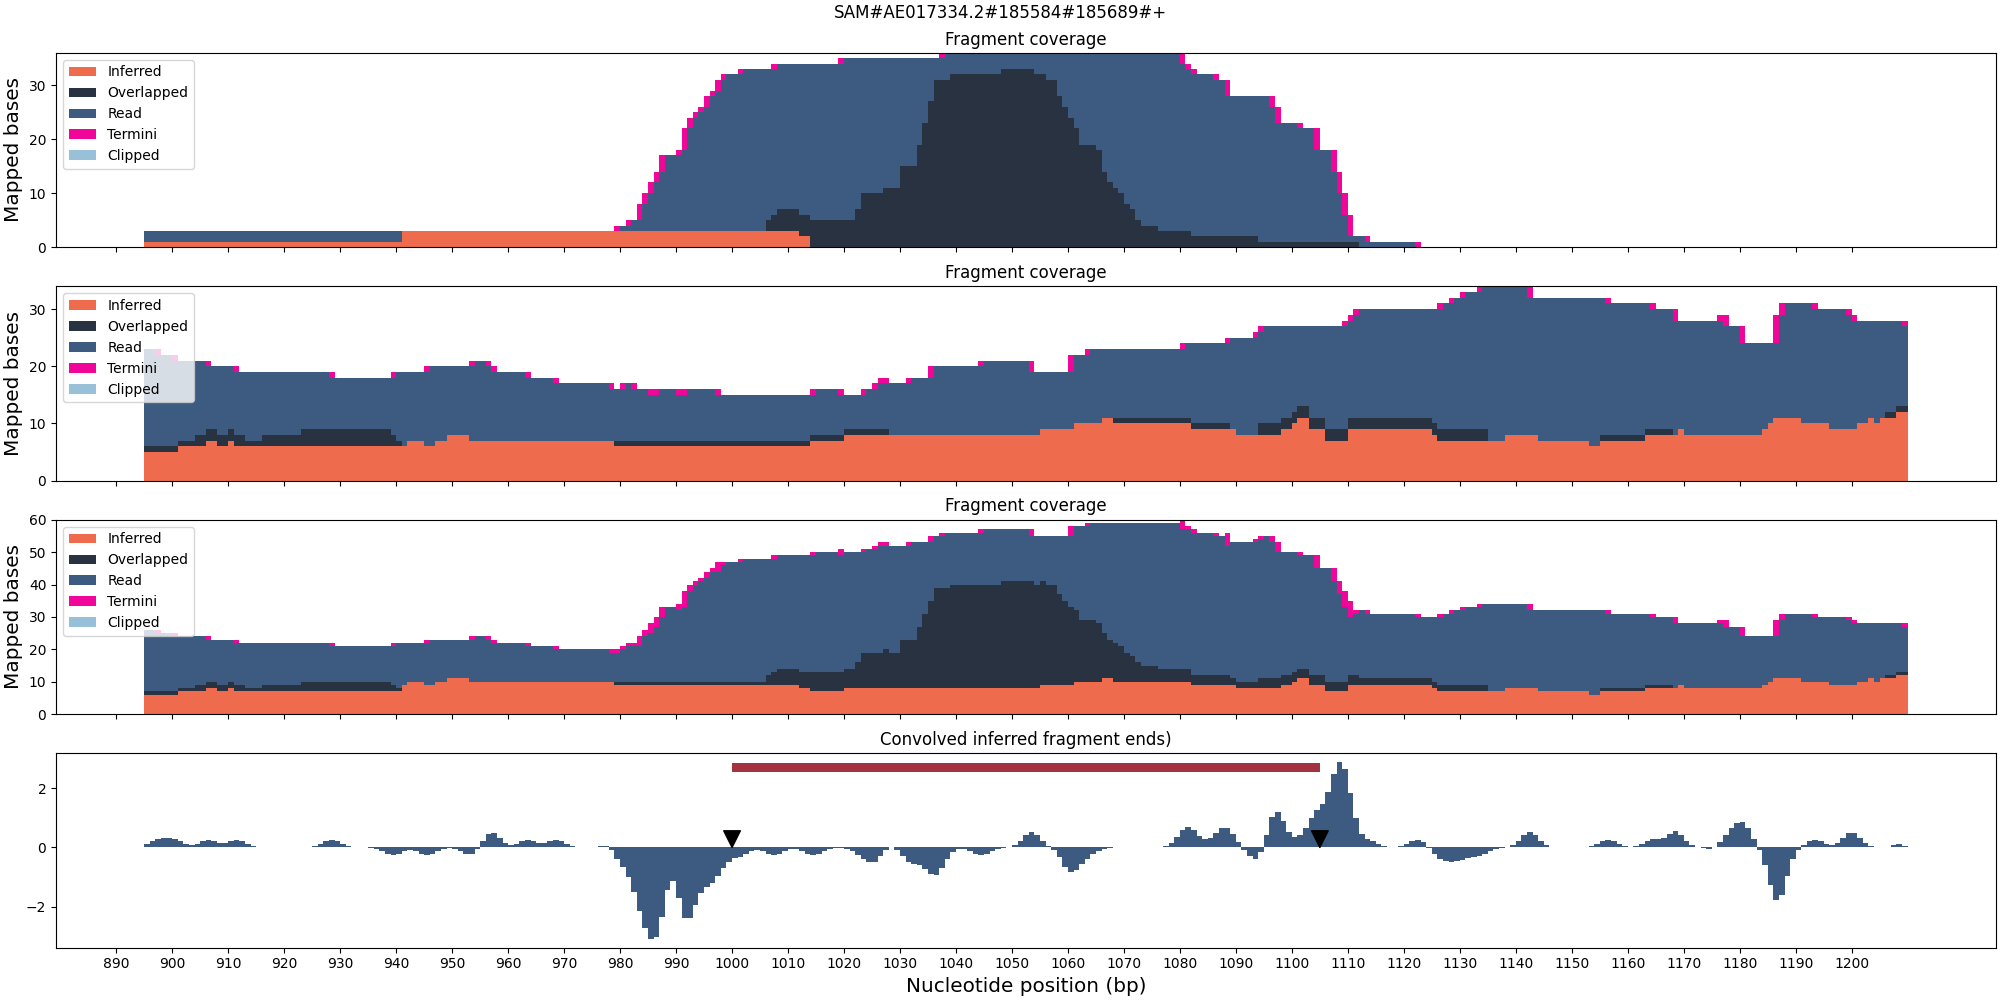 SAM#AE017334.2#185584#185689#+
Fragment coverage
Mapped bases
30
20
10
0
Inferred
Overlapped
Read
Termini
Clipped
Fragment coverage
Mapped bases
30
20
10
0
Inferred
Overlapped
Read
Termini
Clipped
Fragment coverage
Mapped bases
60
50
40
30
20
10
0
Inferred
Overlapped
Read
Termini
Clipped
Convolved inferred fragment ends)
2
0
−2
890 900 910 920 930 940 950 960 970 980 990 1000 1010 1020 1030 1040 1050 1060 1070 1080 1090 1100 1110 1120 1130 1140 1150 1160 1170 1180 1190 1200
Nucleotide position (bp)